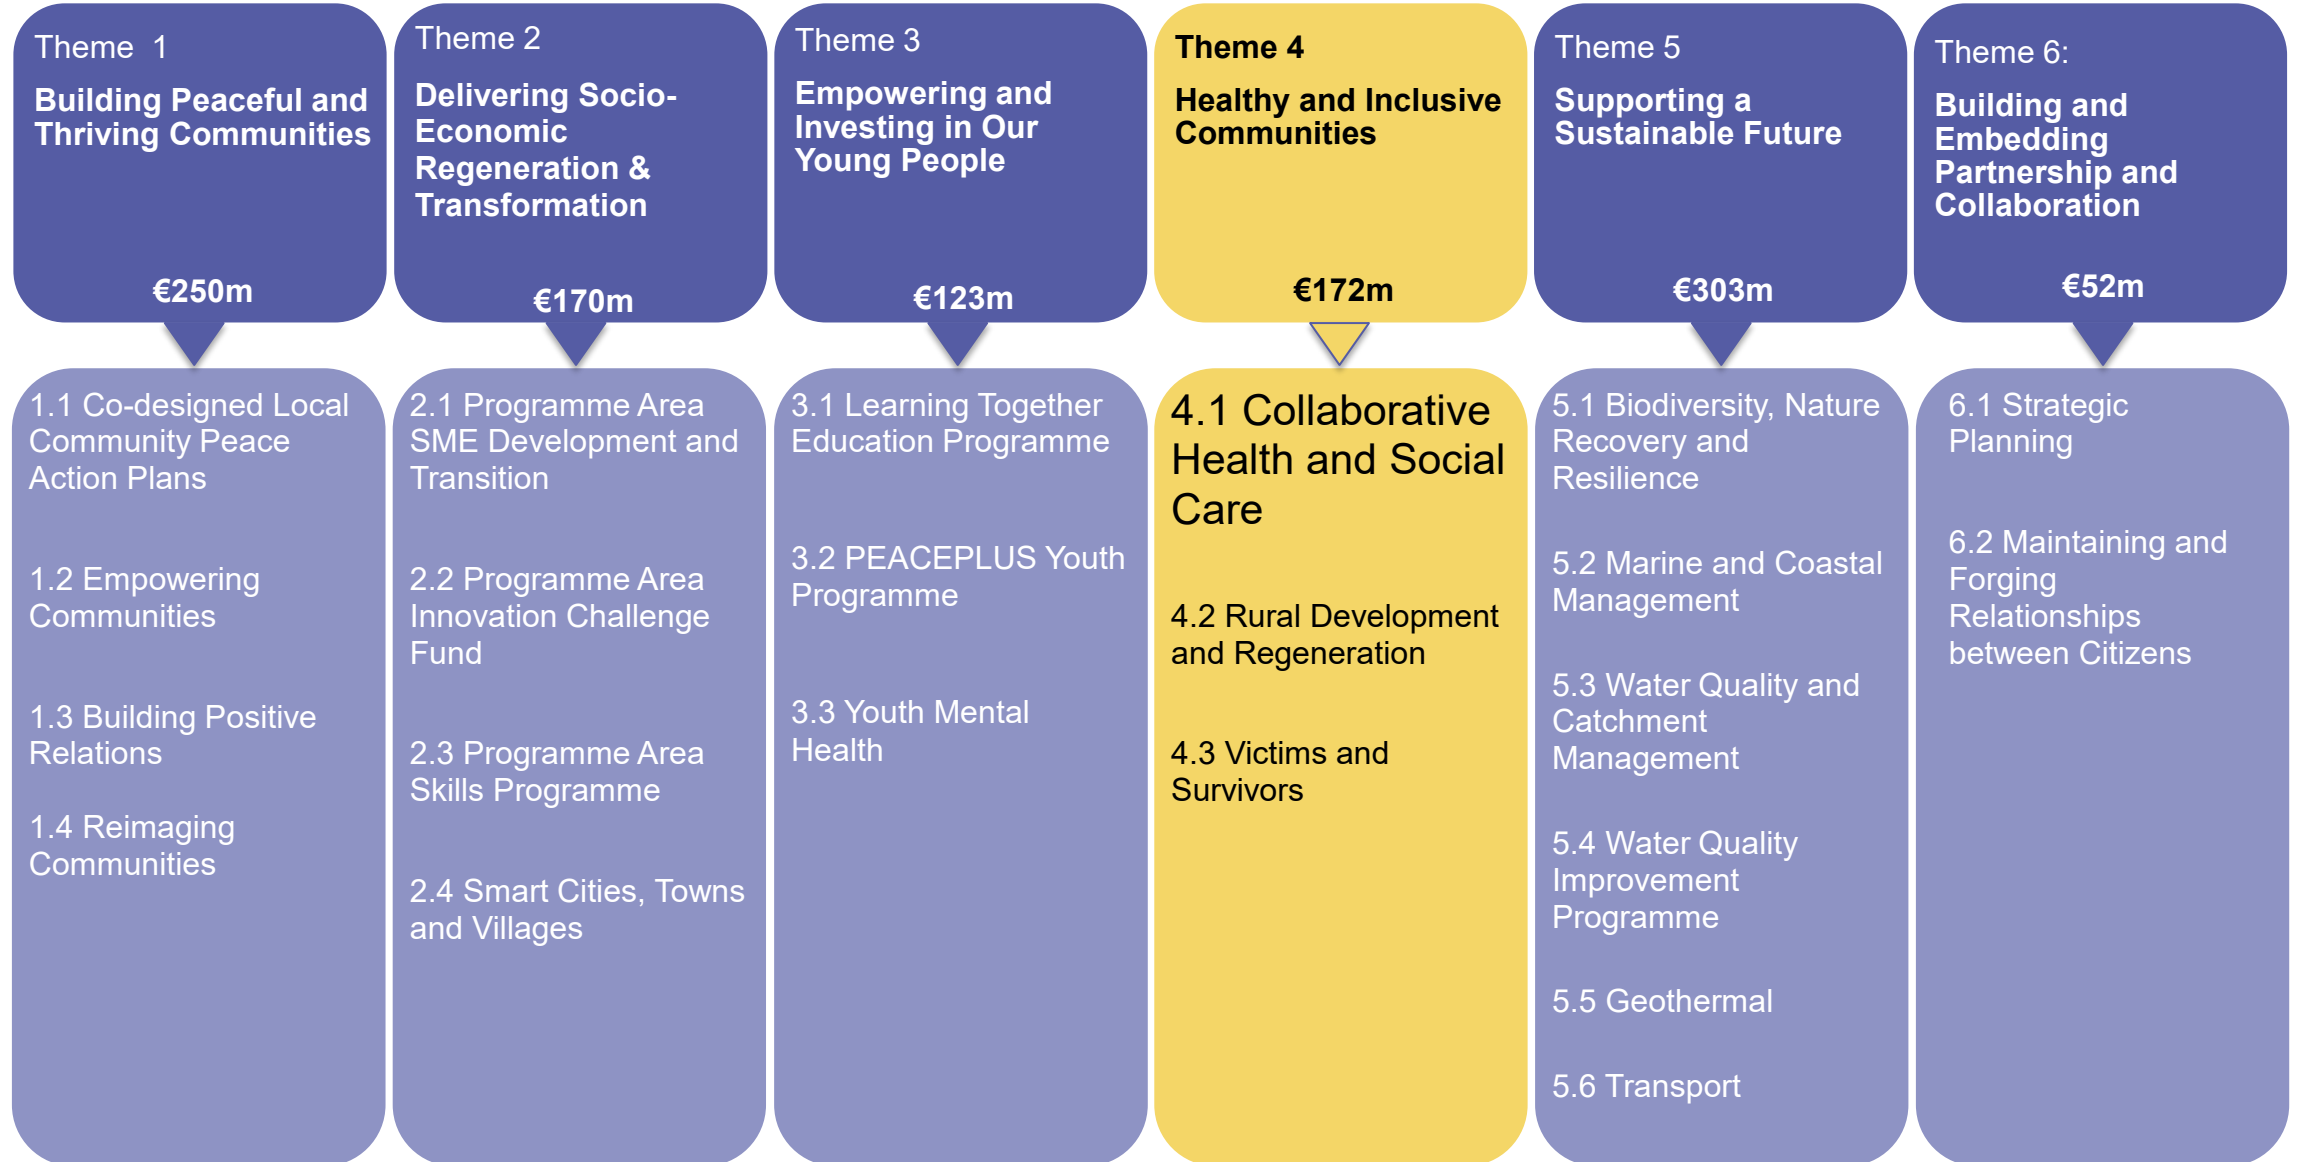 Theme  1
Building Peaceful and
Thriving Communities
€250m
Theme 2
Delivering Socio-
Economic
Regeneration &
Transformation
€170m
Theme 3
Empowering and
Investing in Our
Young People
€123m
Theme 4
Healthy and Inclusive
Communities
€172m
Theme 5
Supporting a
Sustainable Future
€303m
Theme 6:
Building and
Embedding
Partnership and
Collaboration
€52m
1.1 Co-designed Local
Community Peace
Action Plans
1.2 Empowering
Communities
1.3 Building Positive
Relations
1.4 Reimaging
Communities
2.1 Programme Area
SME Development and
Transition
2.2 Programme Area
Innovation Challenge
Fund
2.3 Programme Area
Skills Programme
2.4 Smart Cities, Towns
and Villages
3.1 Learning Together
Education Programme
3.2 PEACEPLUS Youth
Programme
3.3 Youth Mental
Health
4.1 Collaborative
Health and Social
Care
4.2 Rural Development
and Regeneration
4.3 Victims and
Survivors
5.1 Biodiversity, Nature
Recovery and
Resilience
5.2 Marine and Coastal
Management
5.3 Water Quality and
Catchment
Management
5.4 Water Quality
Improvement
Programme
5.5 Geothermal
5.6 Transport
6.1 Strategic
Planning
6.2 Maintaining and
Forging
Relationships
between Citizens